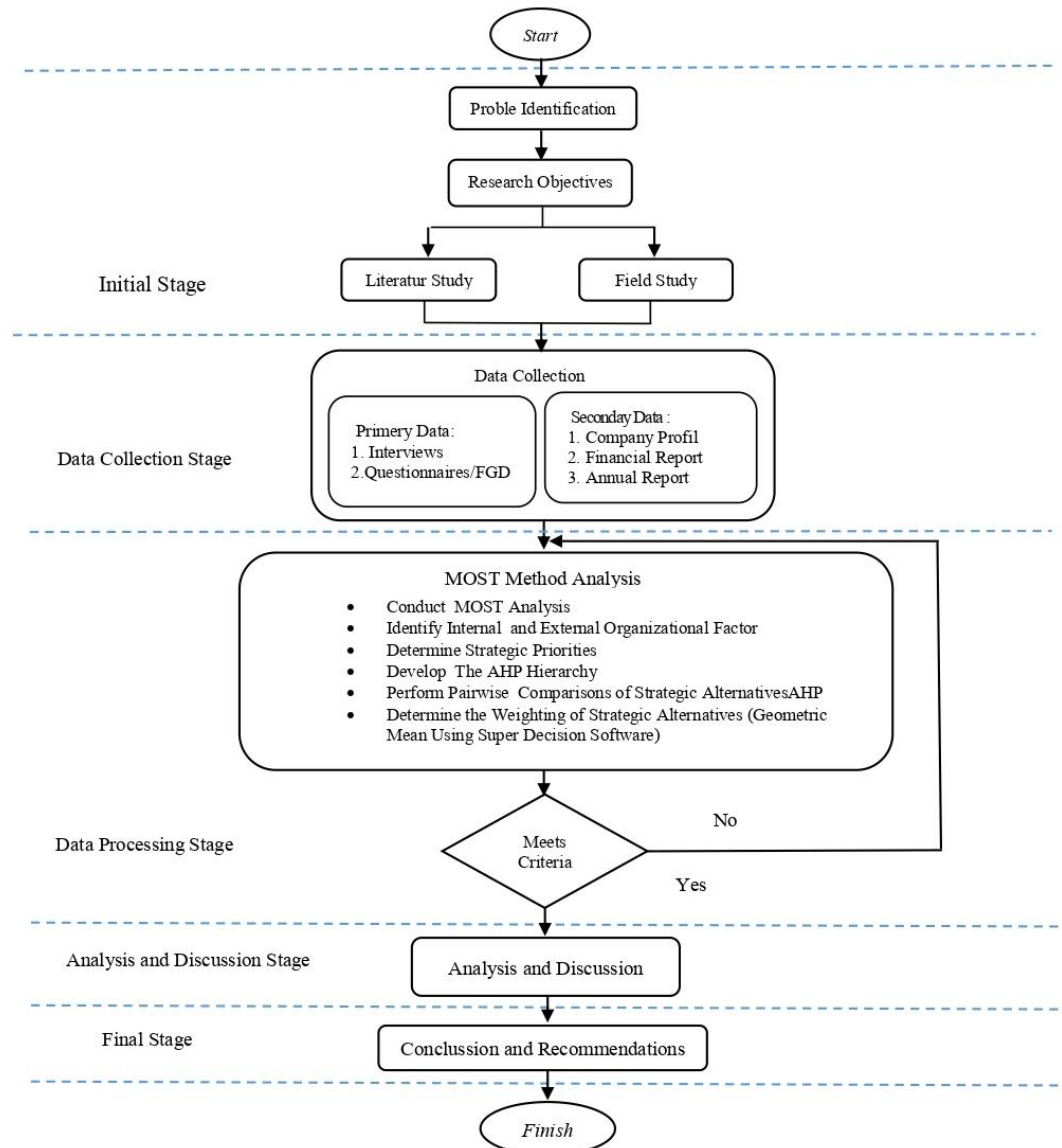 Start
Proble Identification
Research Objectives
Literatur Study
Field Study
Initial Stage
Data Collection
Primery Data:
1. Interviews
2.Questionnaires/FGD
Seconday Data :
1. Company Profil
2. Financial Report
3. Annual Report
Data Collection Stage
MOST Method Analysis
• Conduct MOST Analysis
• Identify Internal and External Organizational Factor
• Determine Strategic Priorities
• Develop The AHP Hierarchy
• Perform Pairwise Comparisons of Strategic AlternativesAHP
• Determine the Weighting of Strategic Alternatives (Geometric
Mean Using Super Decision Software)
No
Meets
Criteria
Data Processing Stage
Yes
Analysis and Discussion Stage
Analysis and Discussion
Final Stage
Conclussion and Recommendations
Finish